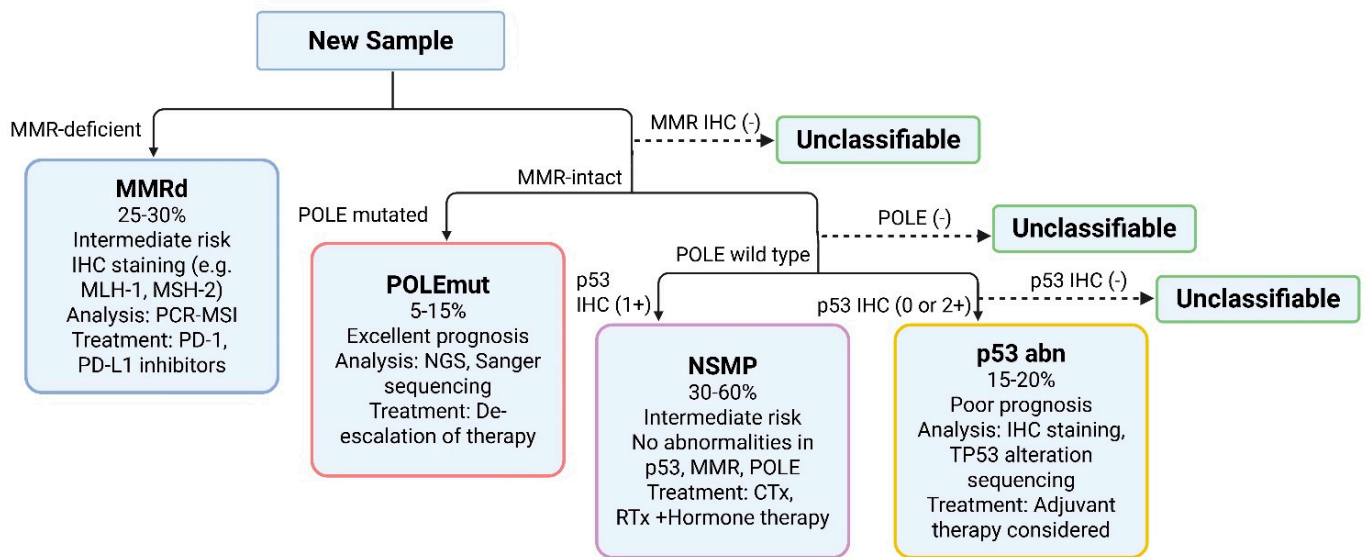 New Sample
MMR-deficient
MMR IHC (-)
Unclassifiable
MMRd
25-30%
Intermediate risk
IHC staining (e.g.
MLH-1, MSH-2)
Analysis: PCR-MSI
Treatment: PD-1,
PD-L1 inhibitors
MMR-intact
POLE mutated
POLE (-)
Unclassifiable
POLEmut
5-15%
Excellent prognosis
Analysis: NGS, Sanger
sequencing
Treatment: De-
escalation of therapy
POLE wild type
p53
IHC (1+)
p53 IHC (0 or 2+)
p53 IHC (-)
Unclassifiable
NSMP
30-60%
Intermediate risk
No abnormalities in
p53, MMR, POLE
Treatment: CTx,
RTx +Hormone therapy
p53 abn
15-20%
Poor prognosis
Analysis: IHC staining,
TP53 alteration
sequencing
Treatment: Adjuvant
therapy considered